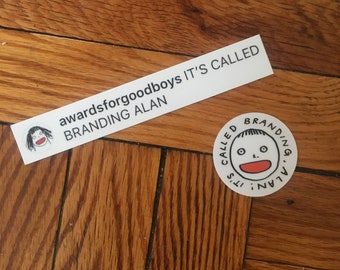 awardsforgoodboys IT'S CALLED
BRANDING ALAN
IT'S CALLED BRANDING, ALAN!